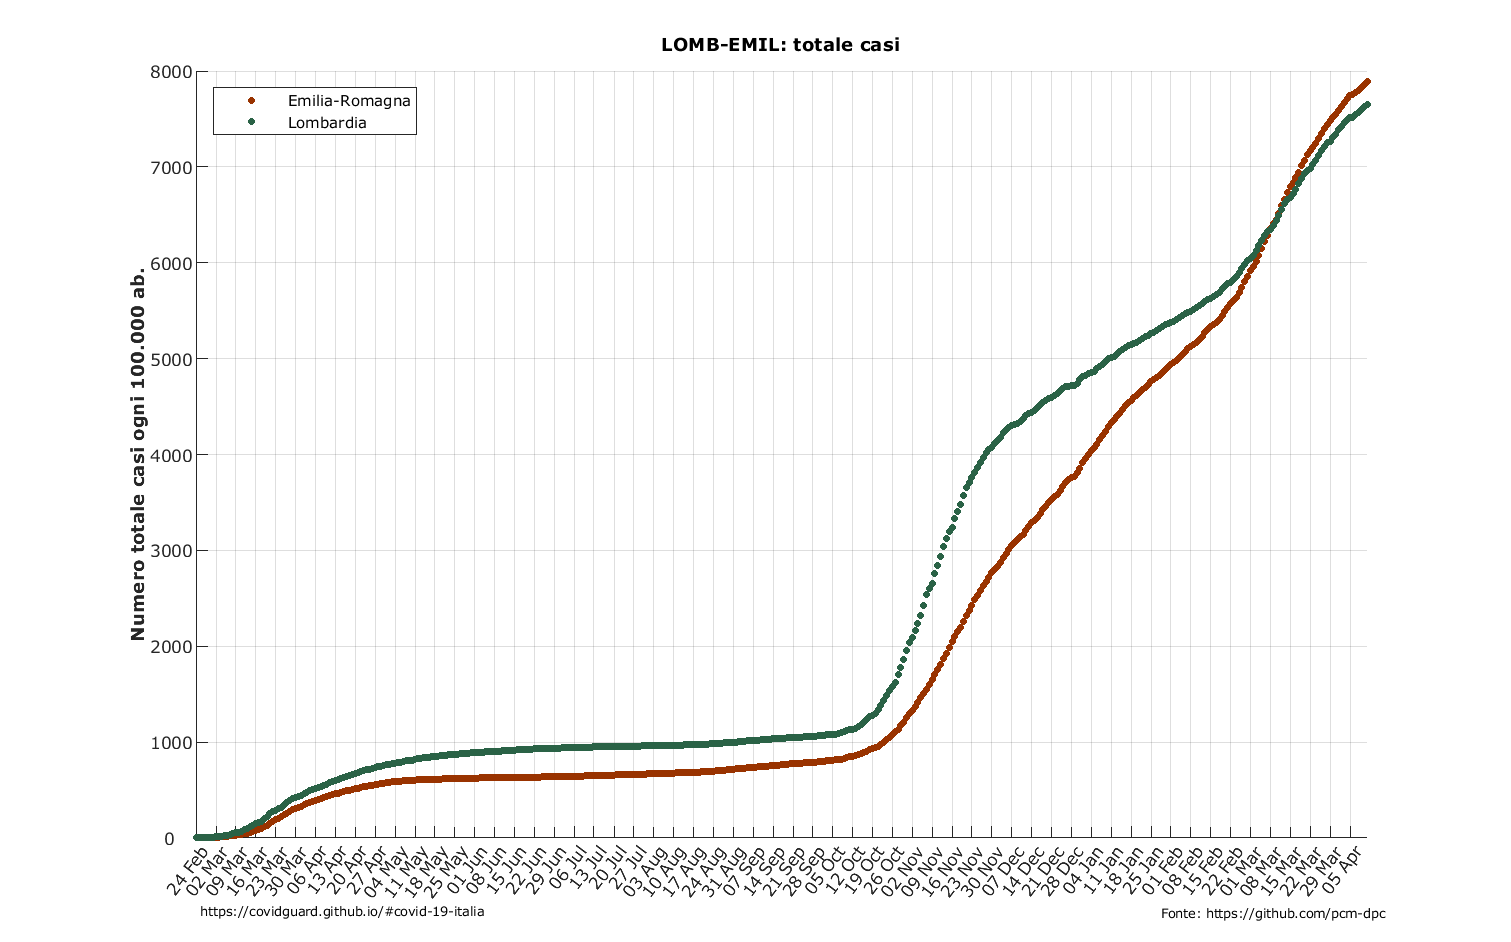 LOMB-EMIL: totale casi
Numero totale casi ogni 100.000 ab.
8000
7000
6000
5000
4000
3000
2000
1000
0
Emilia-Romagna
Lombardia
24 Feb
02 Mar
09 Mar
16 Mar
23 Mar
30 Mar
06 Apr
13 Apr
20 Apr
27 Apr
04 May
11 May
18 May
25 May
01 Jun
08 Jun
15 Jun
22 Jun
29 Jun
06 Jul
13 Jul
20 Jul
27 Jul
03 Aug
10 Aug
17 Aug
24 Aug
31 Aug
07 Sep
14 Sep
21 Sep
28 Sep
05 Oct
12 Oct
19 Oct
26 Oct
02 Nov
09 Nov
16 Nov
23 Nov
30 Nov
07 Dec
14 Dec
21 Dec
28 Dec
04 Jan
11 Jan
18 Jan
25 Jan
01 Feb
08 Feb
15 Feb
22 Feb
01 Mar
08 Mar
15 Mar
22 Mar
29 Mar
05 Apr
https://covidguard.github.io/#covid-19-italia
Fonte: https://github.com/pcm-dpc